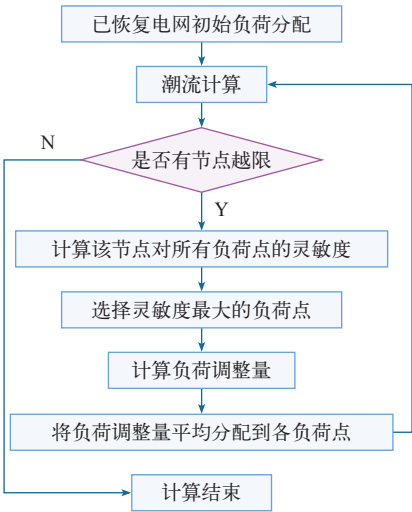 已恢复电网初始负荷分配
潮流计算
N
是否有节点越限
Y
计算该节点对所有负荷点的灵敏度
选择灵敏度最大的负荷点
计算负荷调整量
将负荷调整量平均分配到各负荷点
计算结束